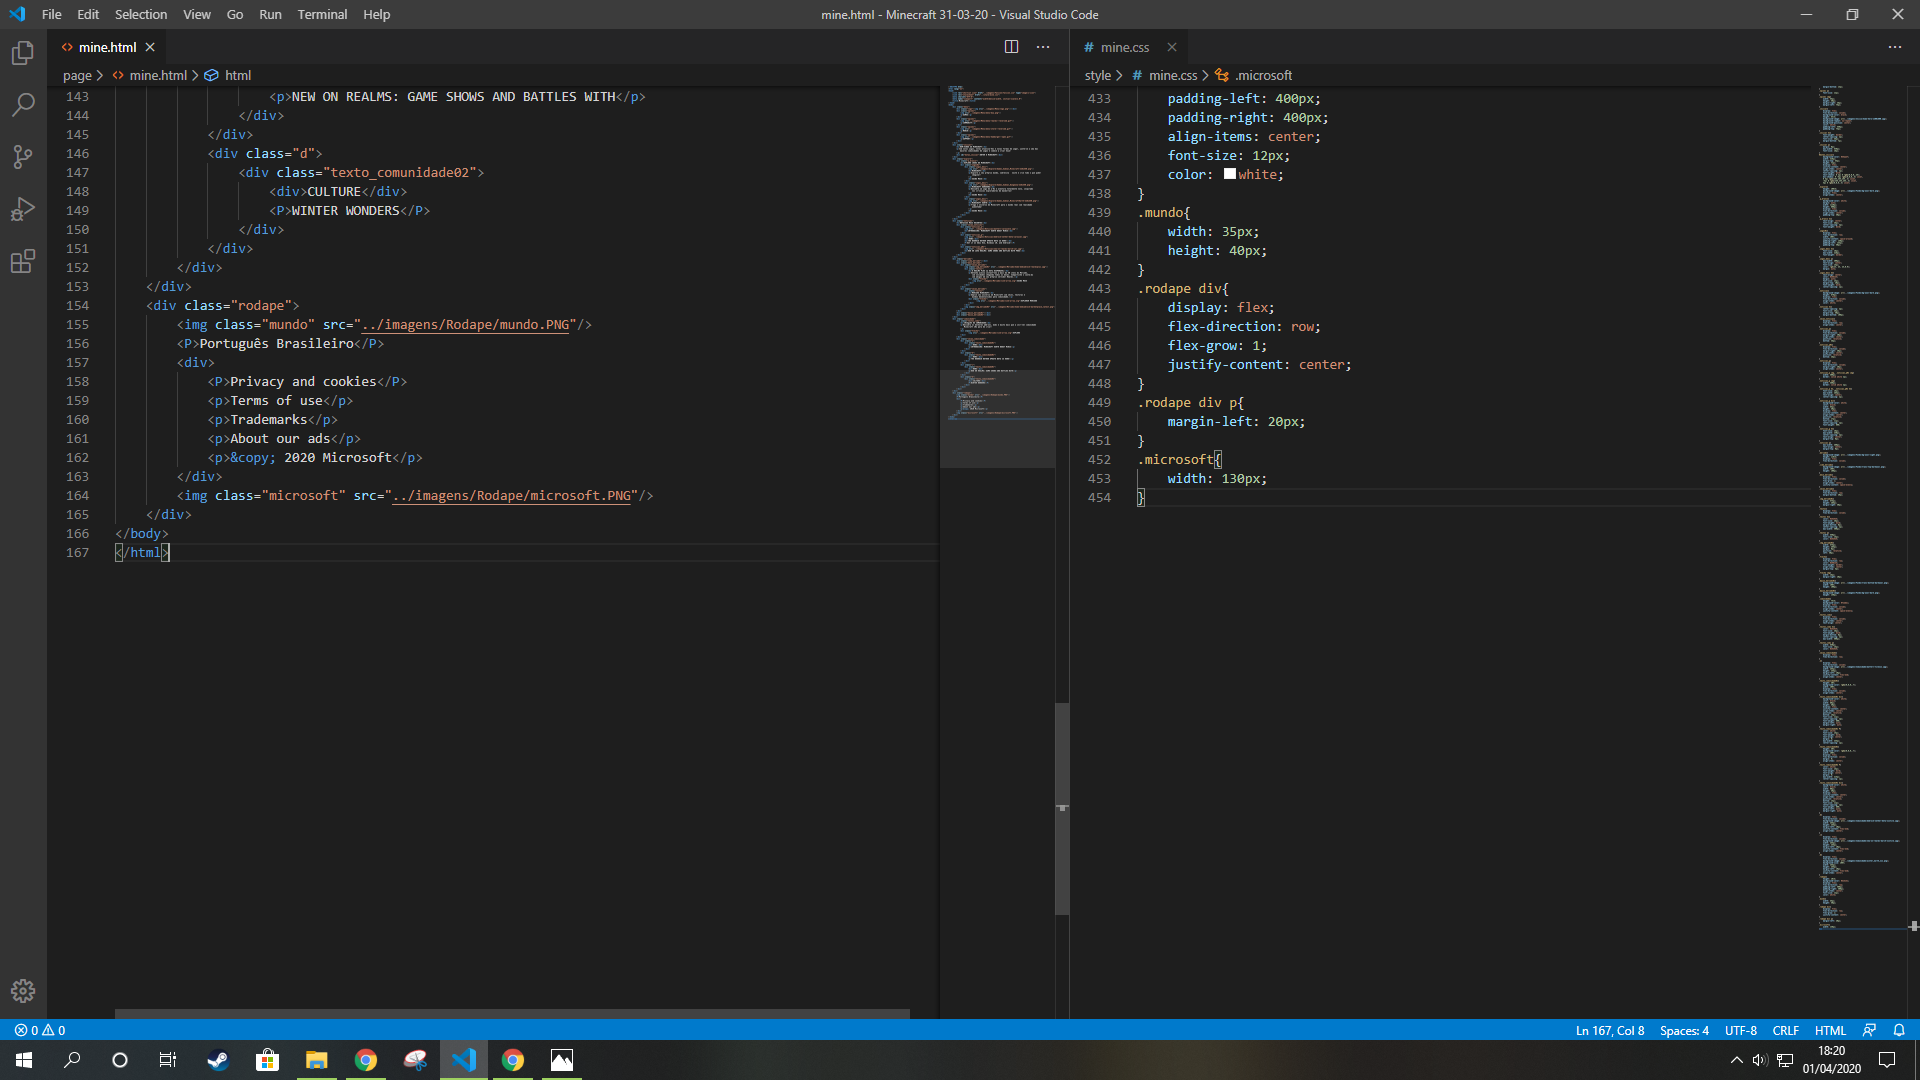 File Edit Selection View Go Run Terminal Help
mine.html - Minecraft 31-03-20 - Visual Studio Code
mine.html
page > mine.html > html
143 <p>NEW ON REALMS: GAME SHOWS AND BATTLES WITH</p>
144 </div>
145 </div>
146 <div class="d">
147 <div class="texto_comunidade02">
148 <div>CULTURE</div>
149 <P>WINTER WONDERS</P>
150 </div>
151 </div>
152 </div>
153 </div>
154 <div class="rodape">
155 <img class="mundo" src="../imagens/Rodape/mundo.PNG"/>
156 <P>Português Brasileiro</P>
157 <div>
158 <P>Privacy and cookies</P>
159 <p>Terms of use</p>
160 <p>Trademarks</p>
161 <p>About our ads</p>
162 <p>&copy; 2020 Microsoft</p>
163 </div>
164 <img class="microsoft" src="../imagens/Rodape/microsoft.PNG"/>
165 </div>
166 </body>
167 </html>
# mine.css
style > # mine.css > .microsoft
433 padding-left: 400px;
434 padding-right: 400px;
435 align-items: center;
436 font-size: 12px;
437 color: white;
438 }
439 .mundo{
440 width: 35px;
441 height: 40px;
442 }
443 .rodape div{
444 display: flex;
445 flex-direction: row;
446 flex-grow: 1;
447 justify-content: center;
448 }
449 .rodape div p{
450 margin-left: 20px;
451 }
452 .microsoft{
453 width: 130px;
454 }
0 0
Ln 167, Col 8 Spaces: 4 UTF-8 CRLF HTML
18:20
01/04/2020